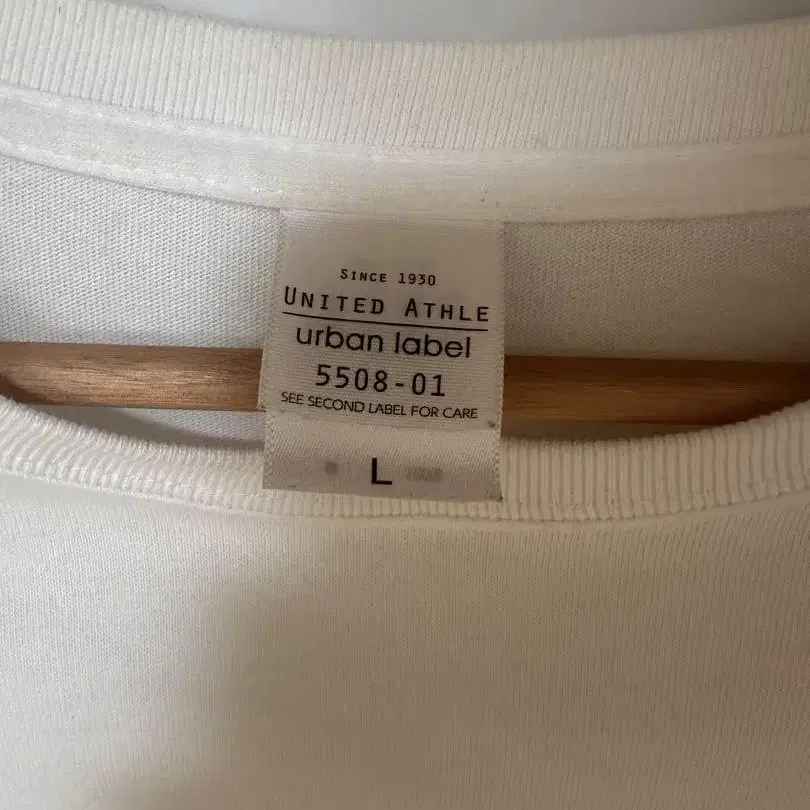 SINCE 1930
UNITED ATHLE
urban label
5508-01
SEE SECOND LABEL FOR CARE
L